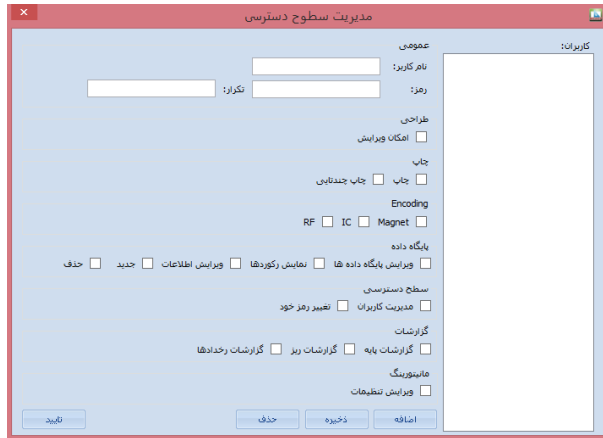 مدیریت سطوح دسترسی
کاربران:
عمومی
نام کاربر:
رمز:
تکرار:
طراحی
امکان ویرایش
چاپ
چاپ چاپ چندتایی
Encoding
Magnet IC RF
پایگاه داده
ویرایش پایگاه داده ها نمایش رکوردها ویرایش اطلاعات جدید حذف
سطح دسترسی
مدیریت کاربران تغییر رمز خود
گزارشات
گزارشات پایه گزارشات ریز گزارشات رخدادها
مانیتورینگ
ویرایش تنظیمات
اضافه ذخیره حذف تایید